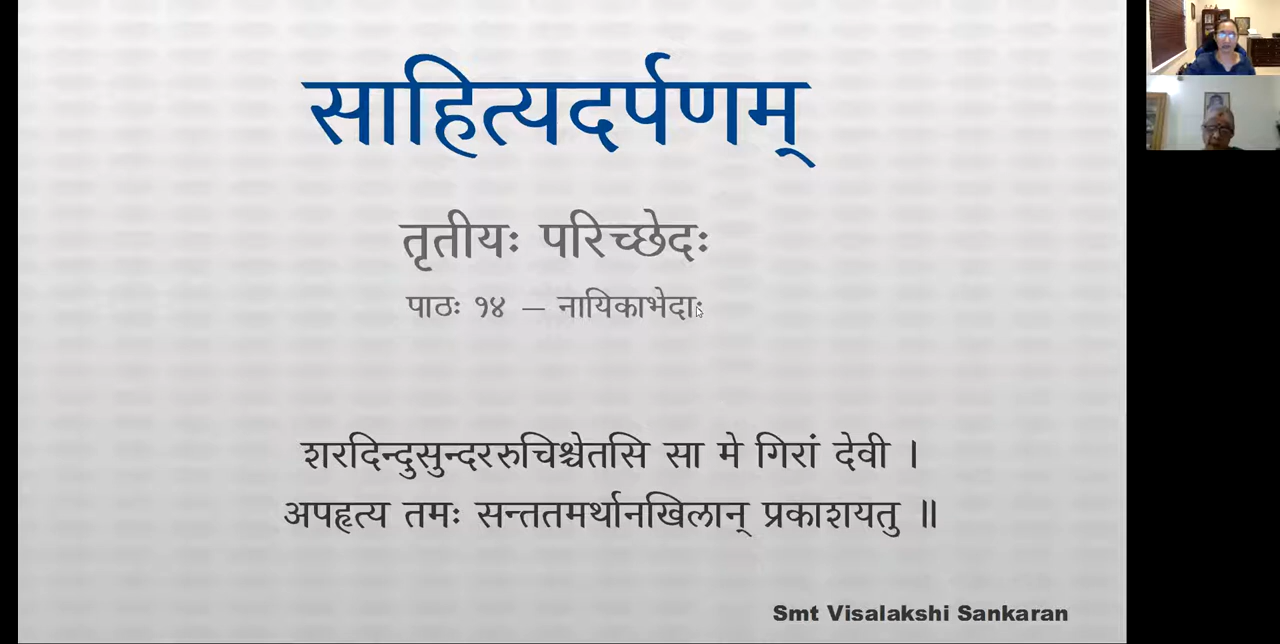 साहित्यदर्पणम्
तृतीयः परिच्छेदः
पाठः १४ – नायिकाभेदाः
शरदिन्दुसुन्दररुचिश्चेतसि सा मे गिरां देवी ।
अपहृत्य तमः सन्ततमर्थानखिलान् प्रकाशयतु ॥
Smt Visalakshi Sankaran